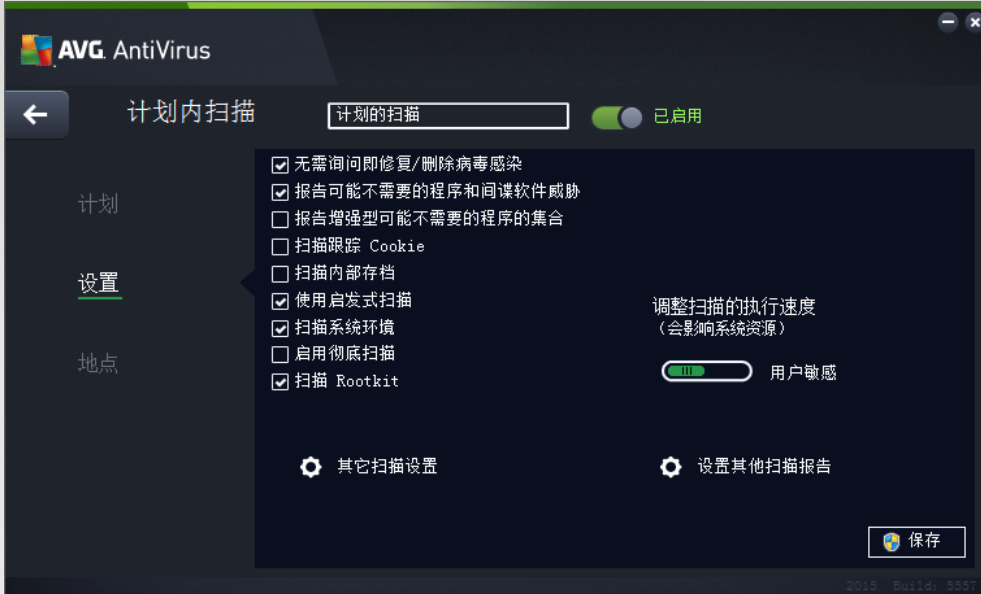 AVG. AntiVirus
计划内扫描
计划的扫描
已启用
计划
设置
地点
无需询问即修复/删除病毒感染
报告可能不需要的程序和间谍软件威胁
报告增强型可能不需要的程序的集合
扫描跟踪 Cookie
扫描内部存档
使用启发式扫描
扫描系统环境
启用彻底扫描
扫描 Rootkit
调整扫描的执行速度
（会影响系统资源）
用户敏感
其它扫描设置
设置其他扫描报告
保存
2015 Build: 5557